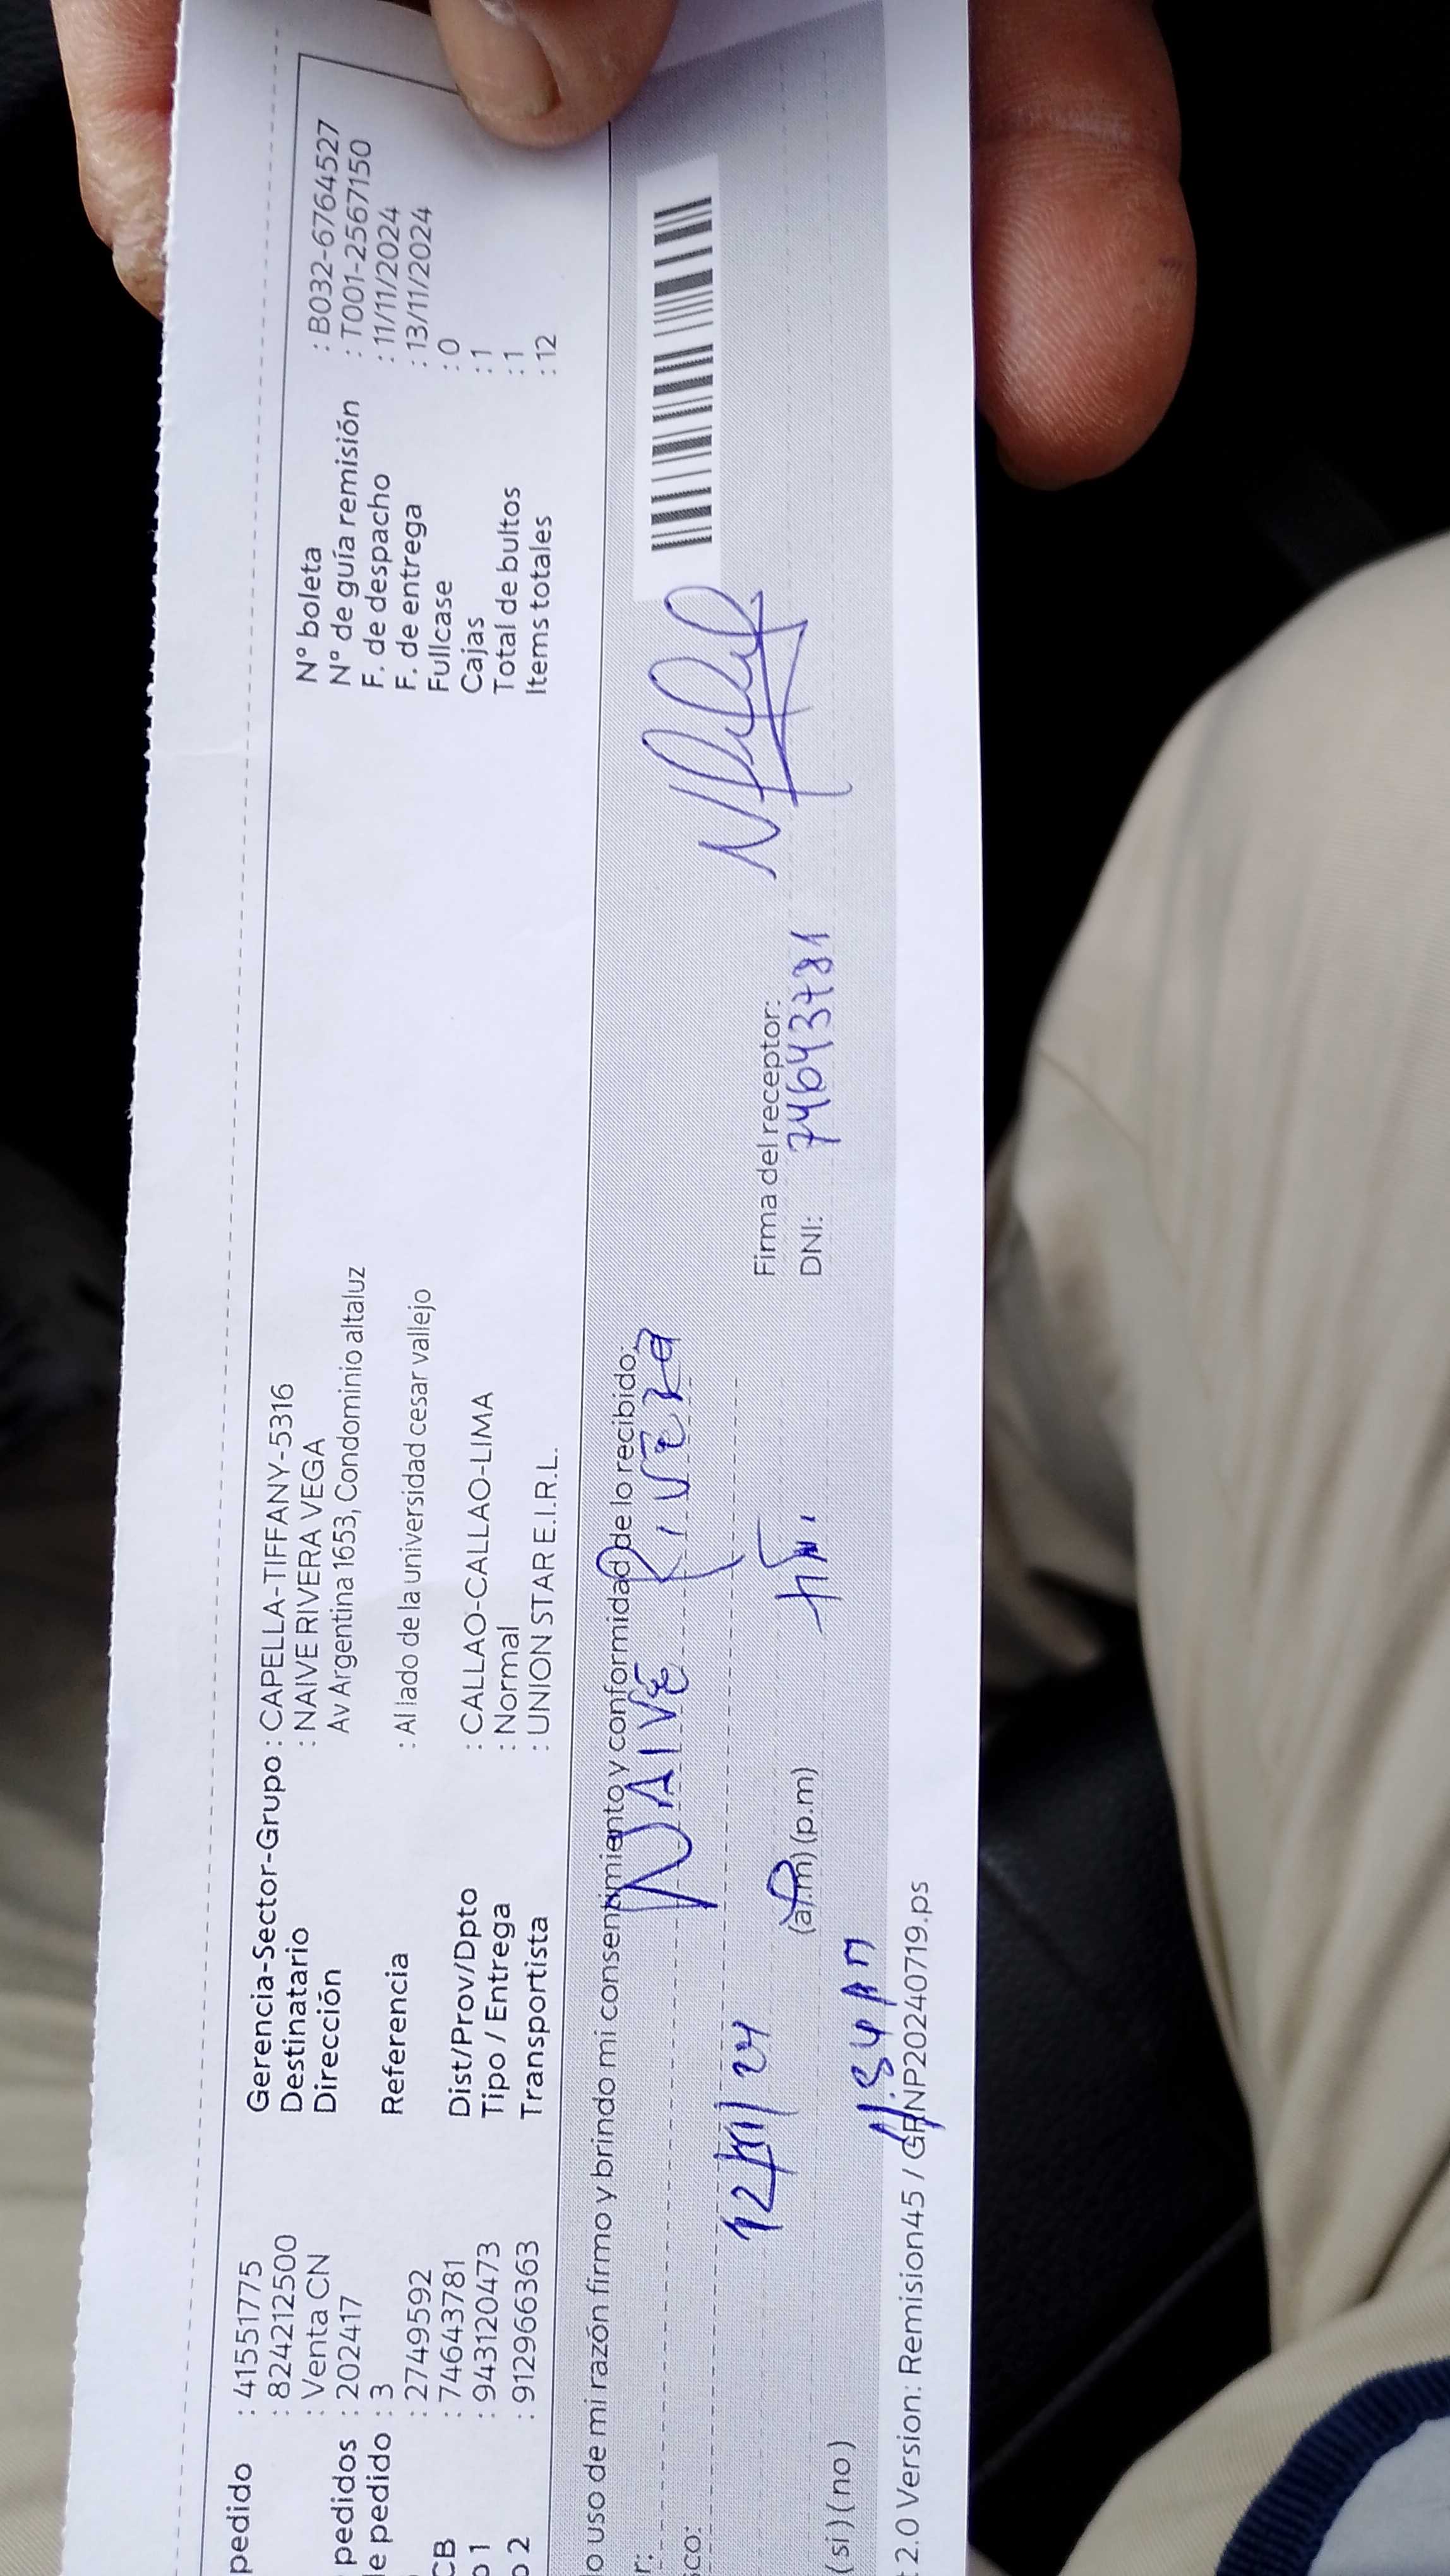 pedido : 41551775
: 824212500
: Venta CN
pedidos : 202417
e pedido : 3
: 2749592
CB : 74643781
o 1 : 943120473
o 2 : 912966363
Gerencia-Sector-Grupo : CAPELLA-TIFFANY-5316
Destinatario : NAIVE RIVERA VEGA
Dirección Av Argentina 1653, Condominio altaluz
Referencia : Al lado de la universidad cesar vallejo
Dist/Prov/Dpto : CALLAO-CALLAO-LIMA
Tipo / Entrega : Normal
Transportista : UNION STAR E.I.R.L.
N° boleta : B032-6764527
N° de guía remisión : T001-2567150
F. de despacho : 11/11/2024
F. de entrega : 13/11/2024
Fullcase : 0
Cajas : 1
Total de bultos : 1
Items totales : 12
o uso de mi razón firmo y brindo mi consentimiento y conformidad de lo recibido:
r: NAIVE RIVERA
co: 12/11/24
Firma del receptor:
(si) (no) (a.m) (p.m) DNI: 74643781
2.0 Version: Remision45 / GRNP20240719.ps